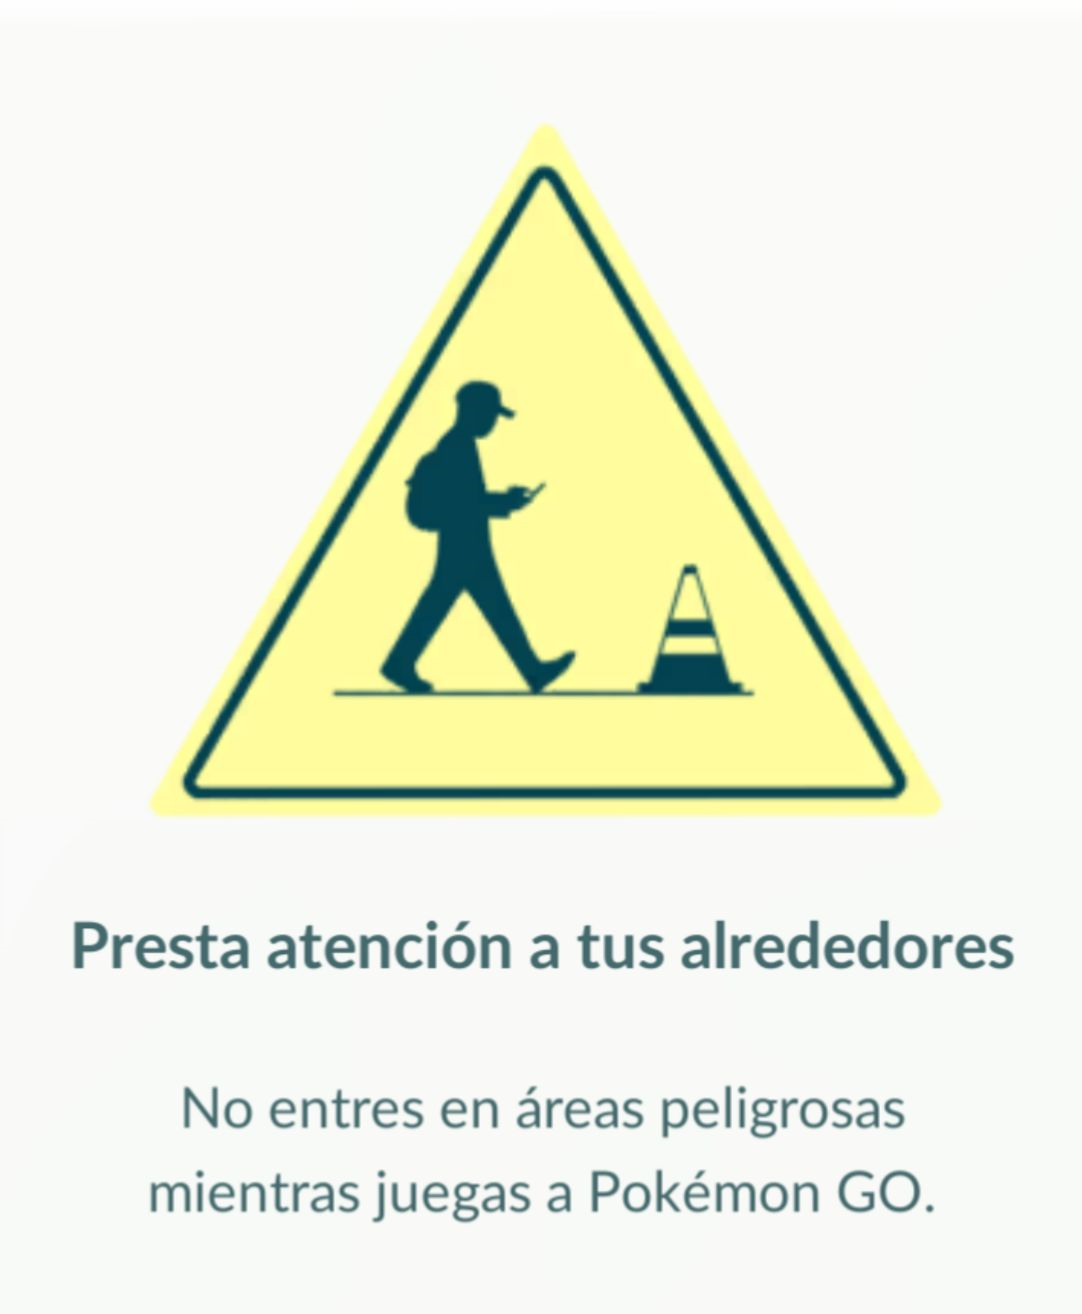 Presta atención a tus alrededores
No entres en áreas peligrosas
mientras juegas a Pokémon GO.